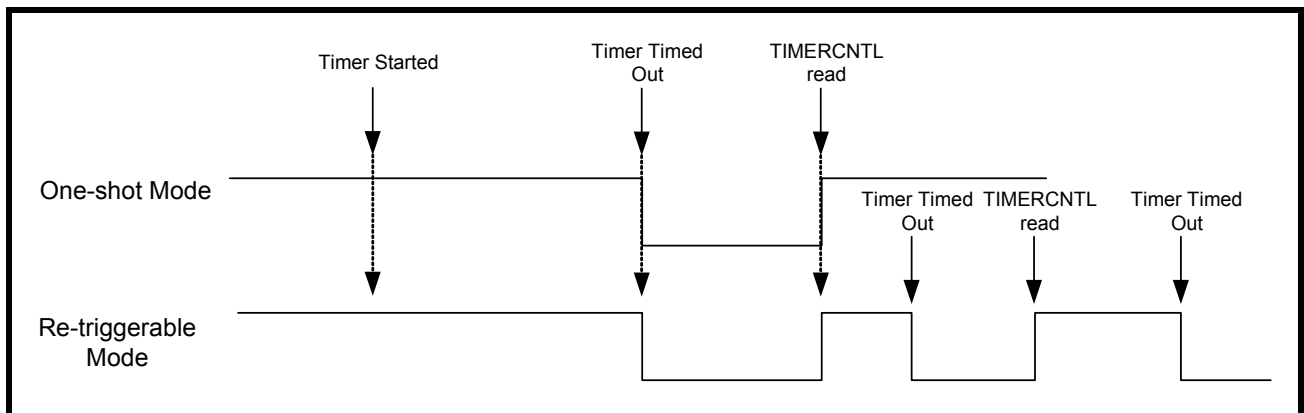 Timer Started
Timer Timed
Out
TIMERCNTL
read
One-shot Mode
Timer Timed
Out
TIMERCNTL
read
Timer Timed
Out
Re-triggerable
Mode